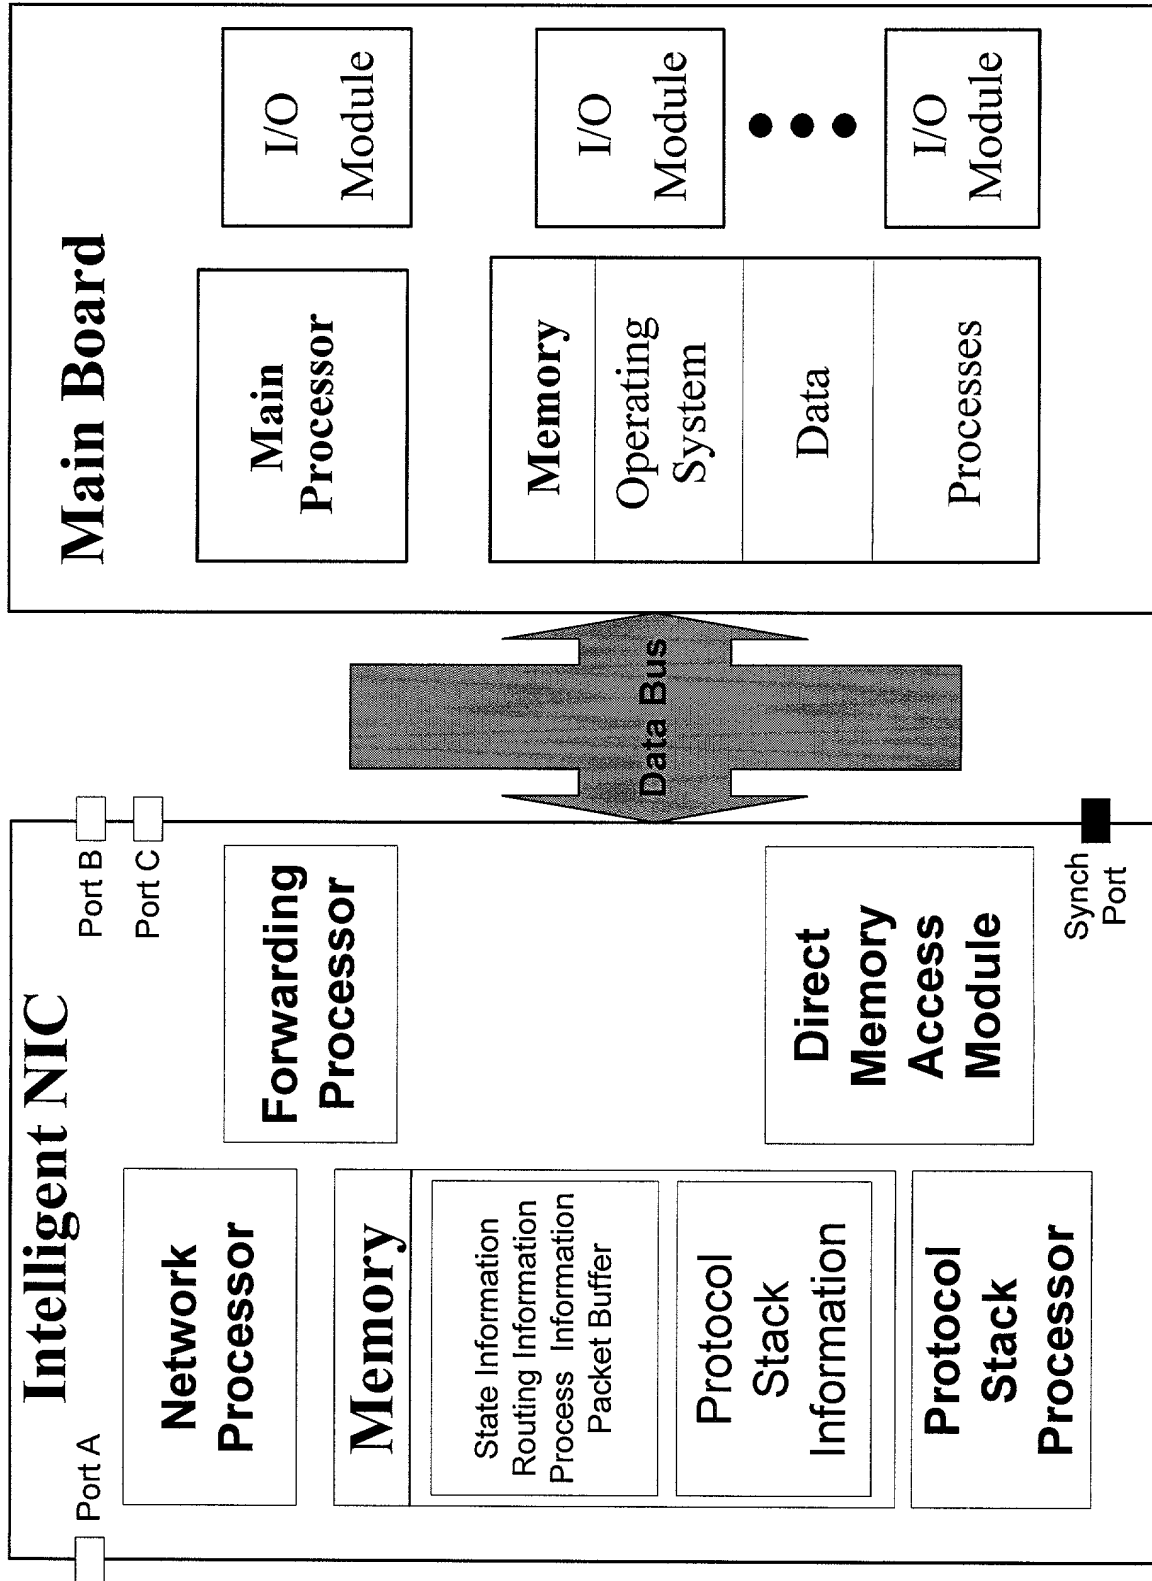 Intelligent NIC
Port A
Port B
Port C
Network
Processor
Forwarding
Processor
Memory
State Information
Routing Information
Process Information
Packet Buffer
Protocol
Stack
Information
Protocol
Stack
Processor
Direct
Memory
Access
Module
Synch
Port
Data Bus
Main Board
Main
Processor
I/O
Module
Memory
Operating
System
Data
Processes
I/O
Module
I/O
Module